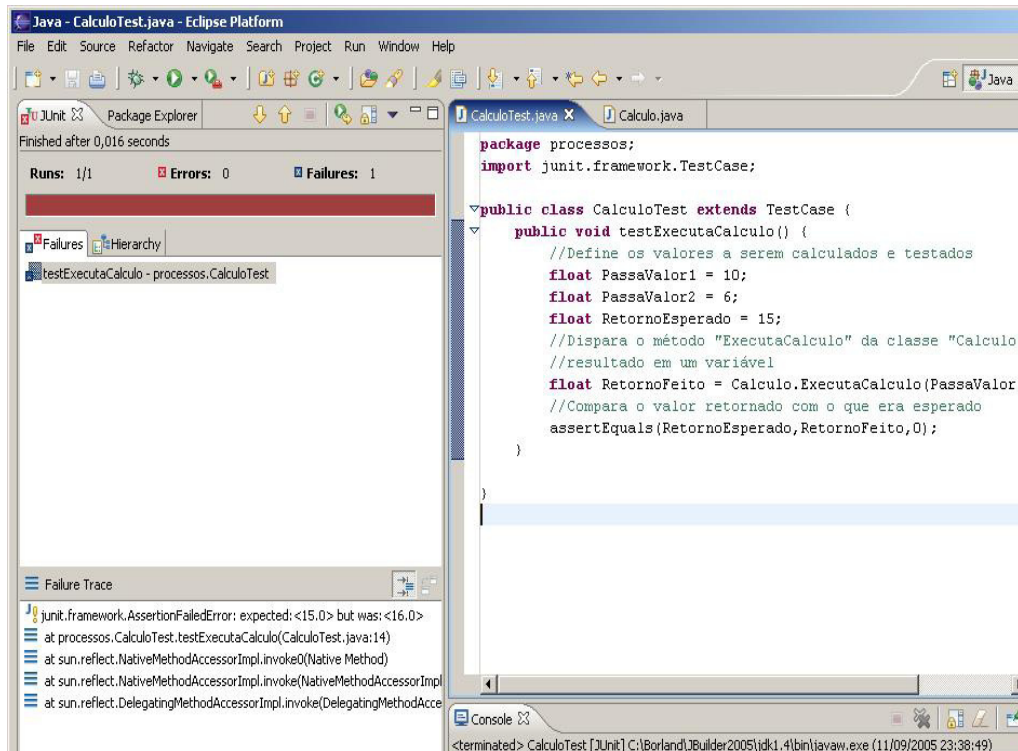 Java - CalculoTest.java - Eclipse Platform
File Edit Source Refactor Navigate Search Project Run Window Help
Java
JUnit Package Explorer
Finished after 0,016 seconds
Runs: 1/1 Errors: 0 Failures: 1
Failures Hierarchy
testExecutaCalculo - processos.CalculoTest
Failure Trace
junit.framework.AssertionFailedError: expected:<15.0> but was:<16.0>
at processos.CalculoTest.testExecutaCalculo(CalculoTest.java:14)
at sun.reflect.NativeMethodAccessorImpl.invoke0(Native Method)
at sun.reflect.NativeMethodAccessorImpl.invoke(NativeMethodAccessorImpl
at sun.reflect.DelegatingMethodAccessorImpl.invoke(DelegatingMethodAcce
CalculoTest.java Calculo.java
package processos;
import junit.framework.TestCase;
public class CalculoTest extends TestCase {
public void testExecutaCalculo() {
//Define os valores a serem calculados e testados
float PassaValor1 = 10;
float PassaValor2 = 6;
float RetornoEsperado = 15;
//Dispara o método "ExecutaCalculo" da classe "Calculo
//resultado em um variável
float RetornoFeito = Calculo.ExecutaCalculo(PassaValor
//Compara o valor retornado com o que era esperado
assertEquals(RetornoEsperado,RetornoFeito,0);
}
}
Console
<terminated> CalculoTest [JUnit] C:\Borland\JBuilder2005\jdk1.4\bin\javaw.exe (11/09/2005 23:38:49)